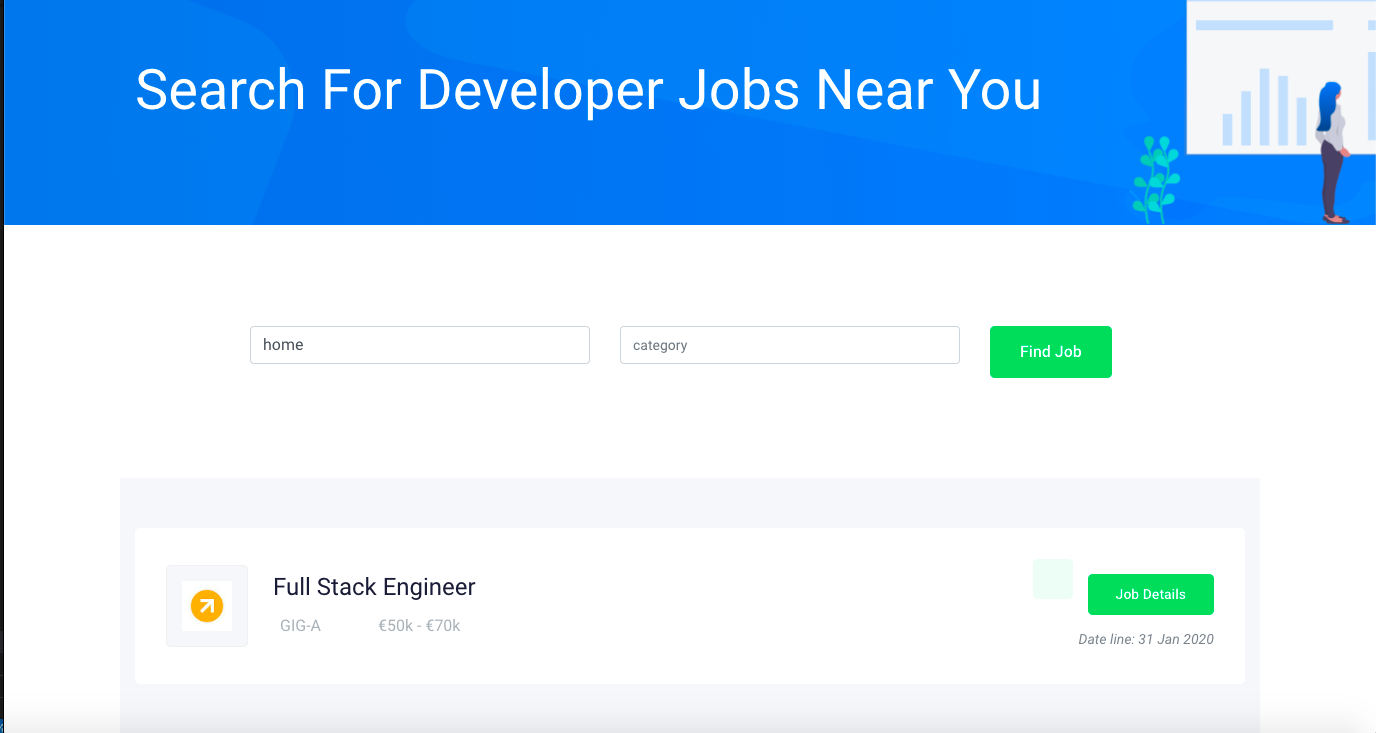 Search For Developer Jobs Near You
home
category
Find Job
Full Stack Engineer
Job Details
GIG-A
€50k - €70k
Date line: 31 Jan 2020